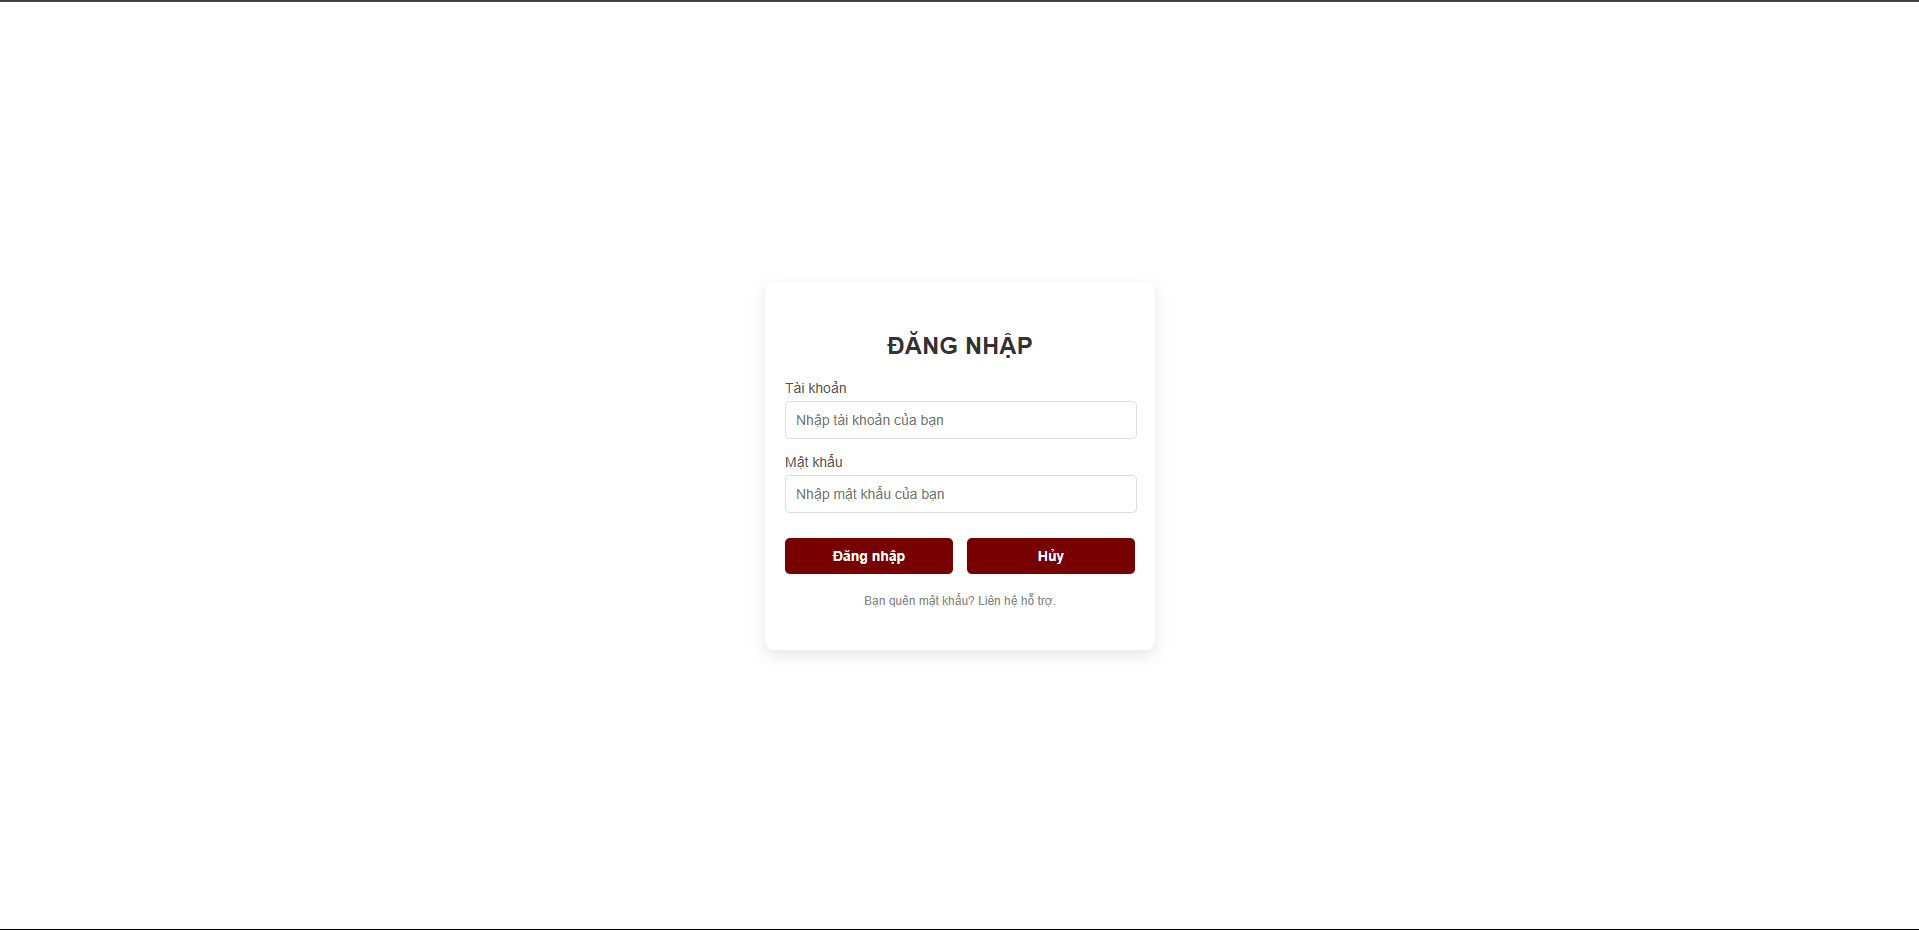 ĐĂNG NHẬP
Tài khoản
Nhập tài khoản của bạn
Mật khẩu
Nhập mật khẩu của bạn
Đăng nhập
Hủy
Bạn quên mật khẩu? Liên hệ hỗ trợ.